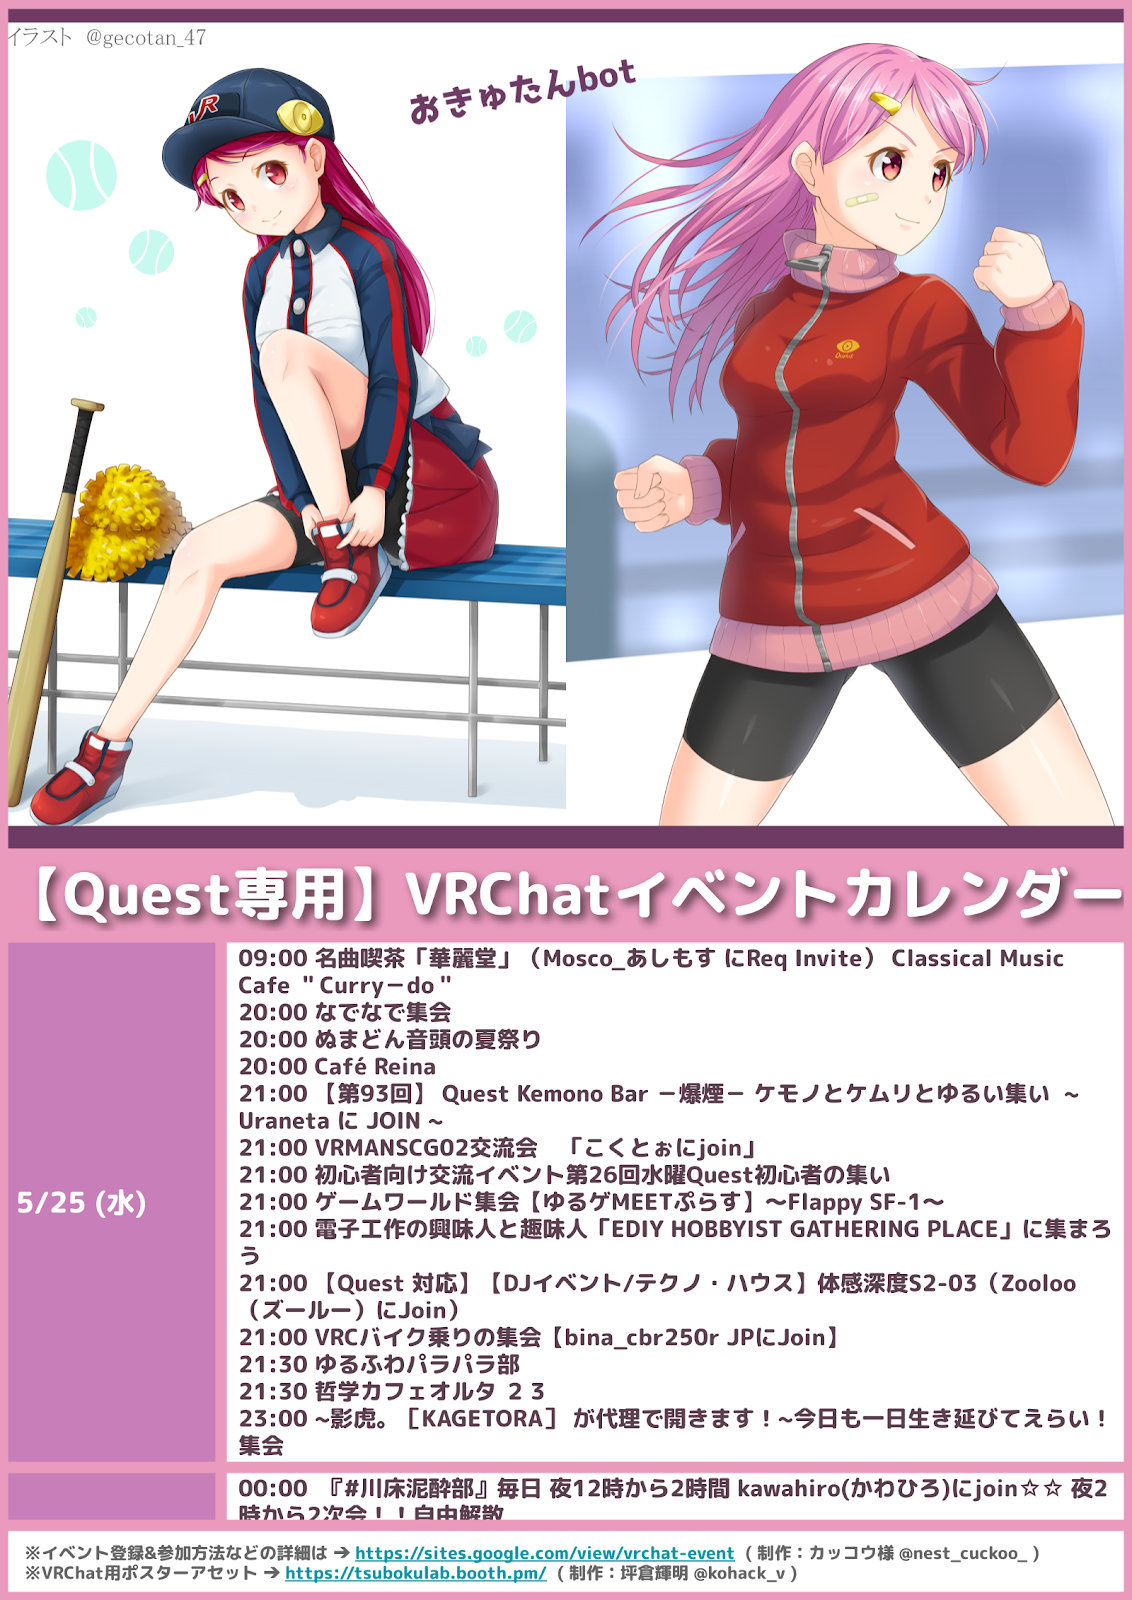 イラスト @gecotan_47
おきゅたんbot
VR
Quest
【Quest専用】VRChatイベントカレンダー
5/25 (水)
09:00 名曲喫茶「華麗堂」（Mosco_あしもす にReq Invite） Classical Music
Cafe ＂Curry－do＂
20:00 なでなで集会
20:00 ぬまどん音頭の夏祭り
20:00 Café Reina
21:00 【第93回】 Quest Kemono Bar －爆煙－ ケモノとケムリとゆるい集い ～
Uraneta に JOIN ~
21:00 VRMANSCG02交流会　「こくとぉにjoin」
21:00 初心者向け交流イベント第26回水曜Quest初心者の集い
21:00 ゲームワールド集会【ゆるゲMEETぷらす】～Flappy SF-1～
21:00 電子工作の興味人と趣味人「EDIY HOBBYIST GATHERING PLACE」に集まろ
う
21:00 【Quest 対応】【DJイベント/テクノ・ハウス】体感深度S2-03（Zooloo
（ズールー）にJoin）
21:00 VRCバイク乗りの集会【bina_cbr250r JPにJoin】
21:30 ゆるふわパラパラ部
21:30 哲学カフェオルタ ２３
23:00 ~影虎。［KAGETORA］ が代理で開きます！~今日も一日生き延びてえらい！
集会
00:00 『#川床泥酔部』毎日 夜12時から2時間 kawahiro(かわひろ)にjoin☆☆ 夜2
時から2次会！！自由解散
※イベント登録&参加方法などの詳細は ➔ https://sites.google.com/view/vrchat-event ( 制作：カッコウ様 @nest_cuckoo_ )
※VRChat用ポスターアセット ➔ https://tsubokulab.booth.pm/ ( 制作：坪倉輝明 @kohack_v )